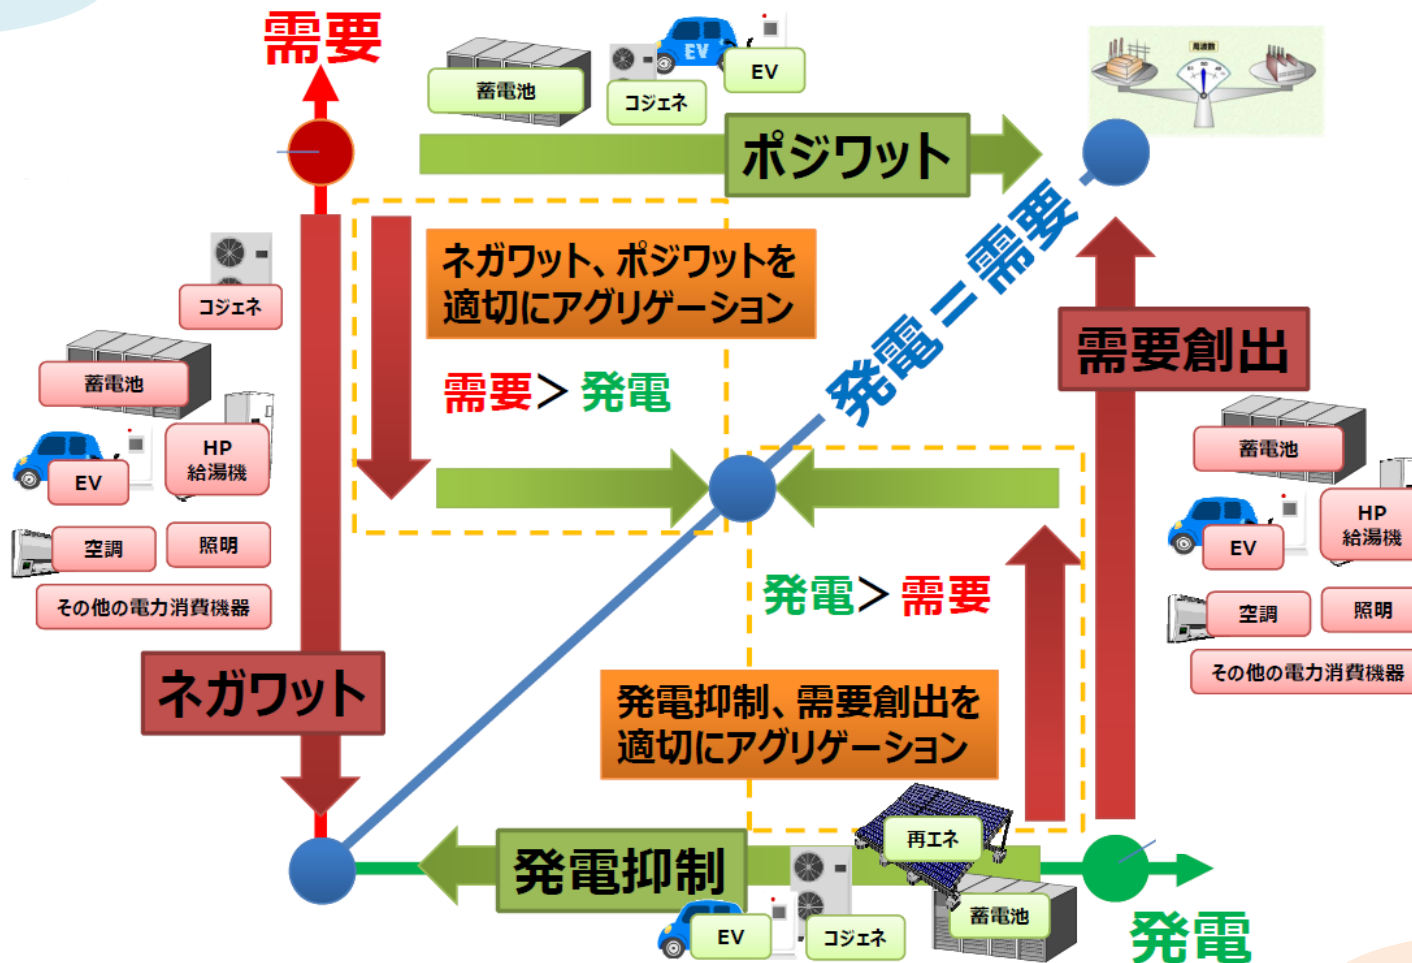 需要
蓄電池
コジェネ
EV
EV
周波数
ポジワット
ネガワット、ポジワットを
適切にアグリゲーション
需要＞発電
発電＝需要
コジェネ
蓄電池
EV
HP
給湯機
空調
照明
その他の電力消費機器
ネガワット
需要創出
蓄電池
EV
HP
給湯機
空調
照明
その他の電力消費機器
発電＞需要
発電抑制、需要創出を
適切にアグリゲーション
発電抑制
再エネ
EV
コジェネ
蓄電池
発電